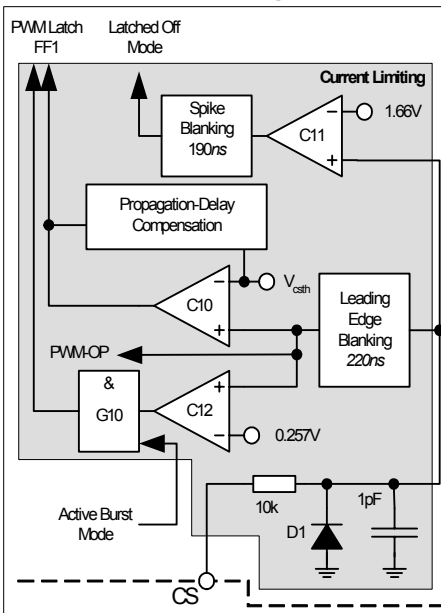 PWM Latch
FF1
Latched Off
Mode
Current Limiting
Spike
Blanking
190ns
C11
1.66V
Propagation-Delay
Compensation
Vcsth
C10
Leading
Edge
Blanking
220ns
PWM-OP
&
G10
C12
0.257V
Active Burst
Mode
10k
D1
1pF
CS